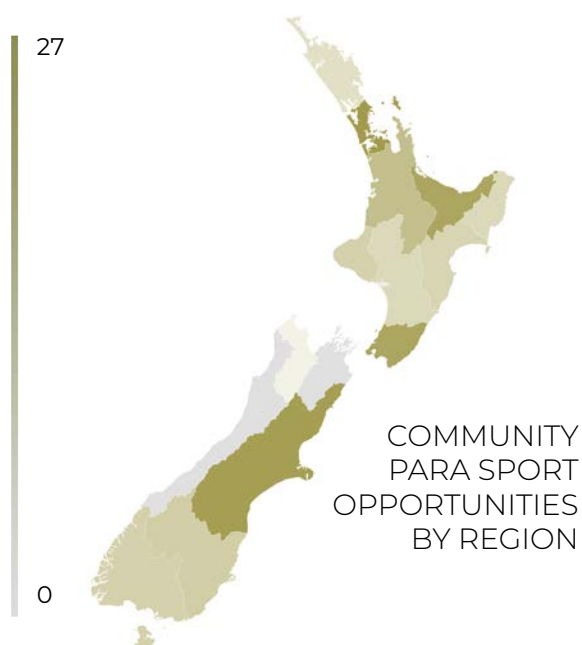 27
COMMUNITY
PARA SPORT
OPPORTUNITIES
BY REGION
0